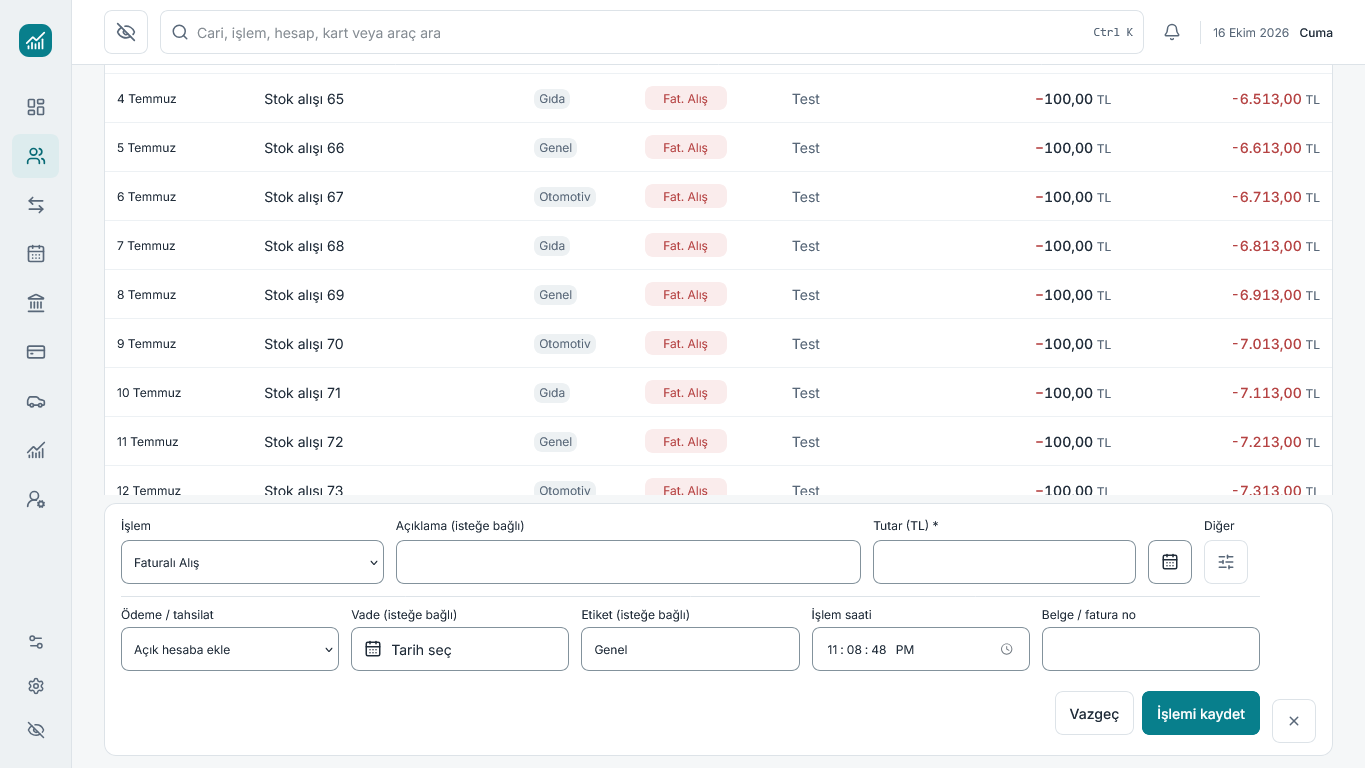 Cari, işlem, hesap, kart veya araç ara Ctrl K 16 Ekim 2026 Cuma
4 Temmuz Stok alışı 65 Gıda Fat. Alış Test −100,00 TL -6.513,00 TL
5 Temmuz Stok alışı 66 Genel Fat. Alış Test −100,00 TL -6.613,00 TL
6 Temmuz Stok alışı 67 Otomotiv Fat. Alış Test −100,00 TL -6.713,00 TL
7 Temmuz Stok alışı 68 Gıda Fat. Alış Test −100,00 TL -6.813,00 TL
8 Temmuz Stok alışı 69 Genel Fat. Alış Test −100,00 TL -6.913,00 TL
9 Temmuz Stok alışı 70 Otomotiv Fat. Alış Test −100,00 TL -7.013,00 TL
10 Temmuz Stok alışı 71 Gıda Fat. Alış Test −100,00 TL -7.113,00 TL
11 Temmuz Stok alışı 72 Genel Fat. Alış Test −100,00 TL -7.213,00 TL
12 Temmuz Stok alışı 73 Otomotiv Fat. Alış Test −100,00 TL -7.313,00 TL
İşlem Açıklama (isteğe bağlı) Tutar (TL) * Diğer
Faturalı Alış
Ödeme / tahsilat Vade (isteğe bağlı) Etiket (isteğe bağlı) İşlem saati Belge / fatura no
Açık hesaba ekle Tarih seç Genel 11 : 08 : 48 PM
Vazgeç İşlemi kaydet